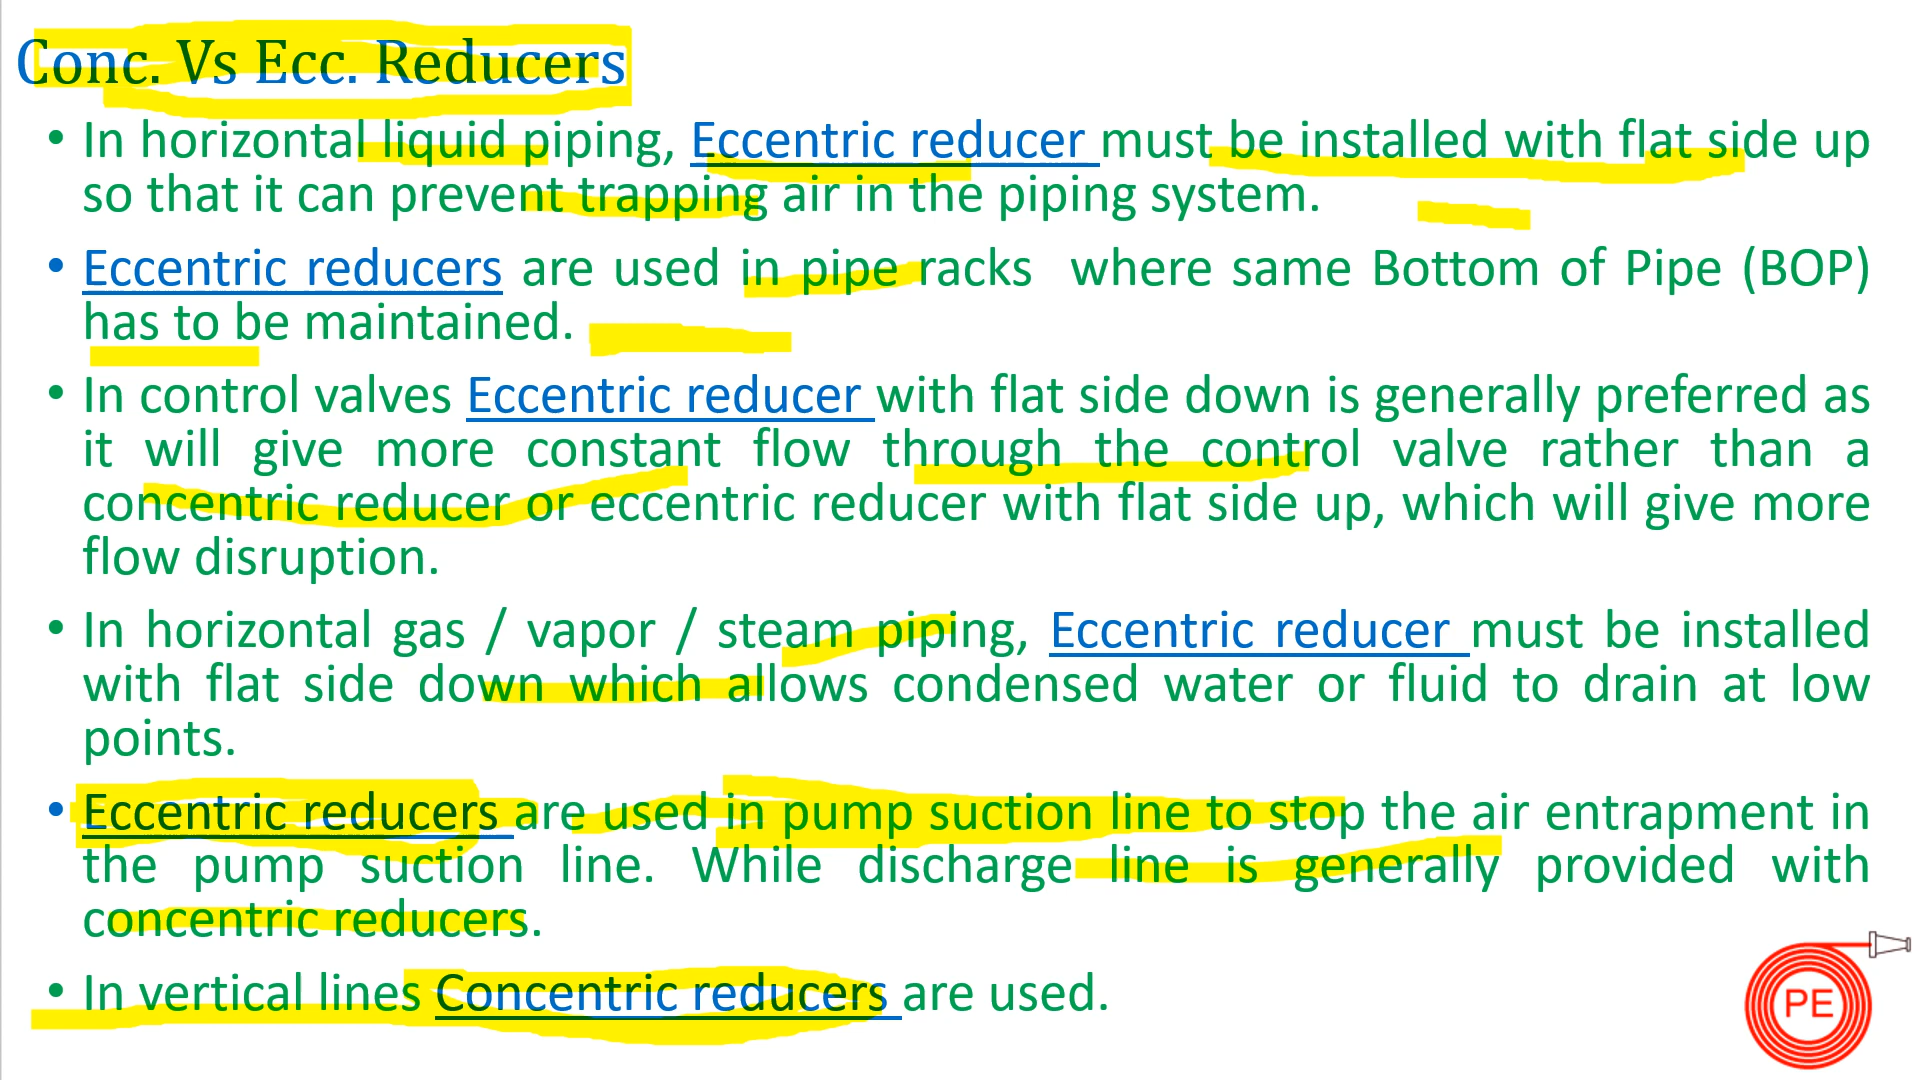 Conc. Vs Ecc. Reducers
• In horizontal liquid piping, Eccentric reducer must be installed with flat side up
so that it can prevent trapping air in the piping system.
• Eccentric reducers are used in pipe racks where same Bottom of Pipe (BOP)
has to be maintained.
• In control valves Eccentric reducer with flat side down is generally preferred as
it will give more constant flow through the control valve rather than a
concentric reducer or eccentric reducer with flat side up, which will give more
flow disruption.
• In horizontal gas / vapor / steam piping, Eccentric reducer must be installed
with flat side down which allows condensed water or fluid to drain at low
points.
• Eccentric reducers are used in pump suction line to stop the air entrapment in
the pump suction line. While discharge line is generally provided with
concentric reducers.
• In vertical lines Concentric reducers are used.
PE